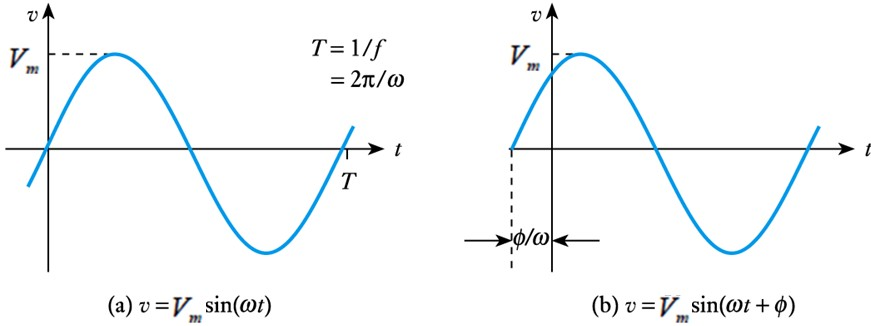 v
V_m
T = 1/f
= 2π/ω
t
T
(a) v = V_m sin(ωt)
v
V_m
t
ϕ/ω
(b) v = V_m sin(ωt + ϕ)